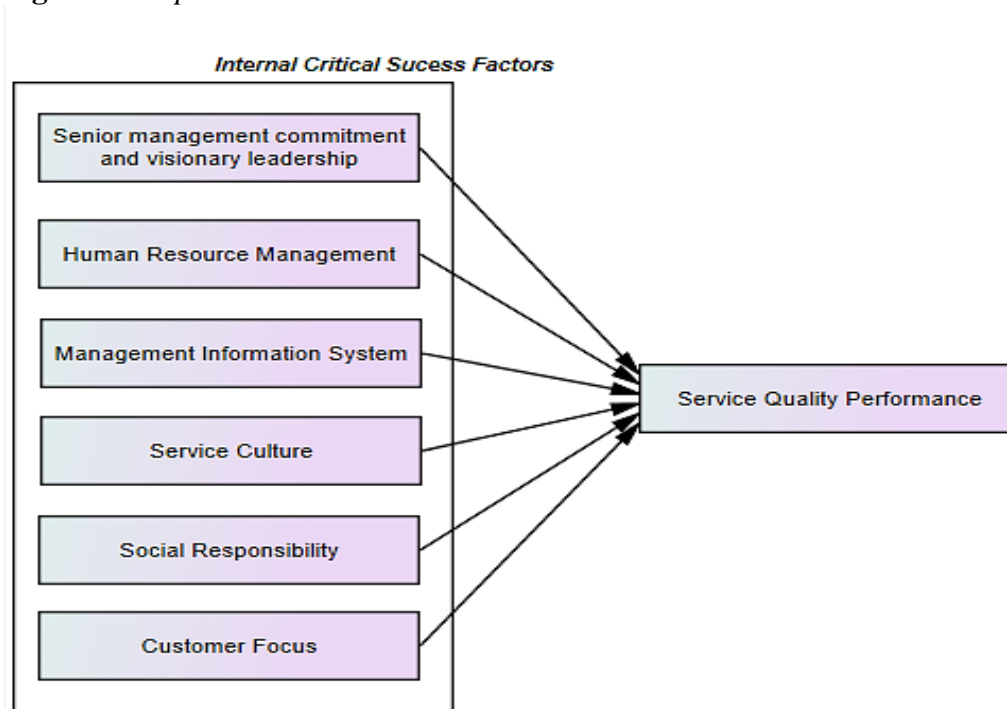 Internal Critical Sucess Factors
Senior management commitment
and visionary leadership
Human Resource Management
Management Information System
Service Culture
Social Responsibility
Customer Focus
Service Quality Performance